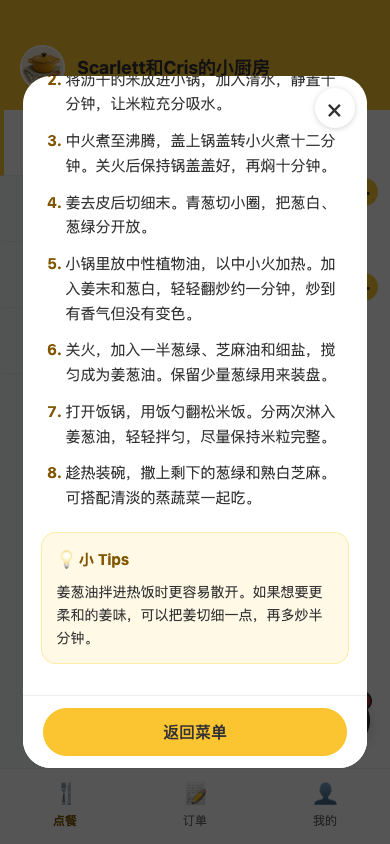 Scarlett和Cris的小厨房
2. 将沥干的米放进小锅，加入清水，静置十
分钟，让米粒充分吸水。
3. 中火煮至沸腾，盖上锅盖转小火煮十二分
钟。关火后保持锅盖盖好，再焖十分钟。
4. 姜去皮后切细末。青葱切小圈，把葱白、
葱绿分开放。
5. 小锅里放中性植物油，以中小火加热。加
入姜末和葱白，轻轻翻炒约一分钟，炒到
有香气但没有变色。
6. 关火，加入一半葱绿、芝麻油和细盐，搅
匀成为姜葱油。保留少量葱绿用来装盘。
7. 打开饭锅，用饭勺翻松米饭。分两次淋入
姜葱油，轻轻拌匀，尽量保持米粒完整。
8. 趁热装碗，撒上剩下的葱绿和熟白芝麻。
可搭配清淡的蒸蔬菜一起吃。
小 Tips
姜葱油拌进热饭时更容易散开。如果想要更
柔和的姜味，可以把姜切细一点，再多炒半
分钟。
返回菜单
点餐
订单
我的